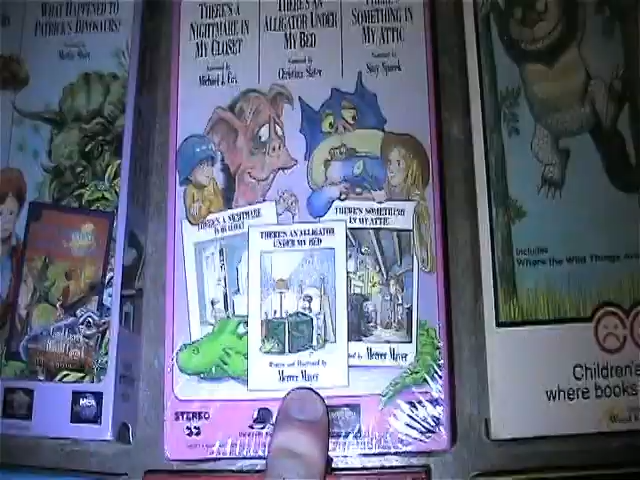 WHAT HAPPENED TO
PATRICK'S DINOSAURS?
THERE'S A
NIGHTMARE IN
MY CLOSET
Michael J. Fox
THERE'S AN
ALLIGATOR UNDER
MY BED
Christian Slater
THERE'S
SOMETHING IN
MY ATTIC
Sissy Spacek
THERE'S A NIGHTMARE
IN MY CLOSET
THERE'S SOMETHING
IN MY ATTIC
THERE'S AN ALLIGATOR
UNDER MY BED
Written and Illustrated by
Mercer Mayer
by Mercer Mayer
STEREO
MCA
Includes
Where the Wild Things Are
Children's
where books